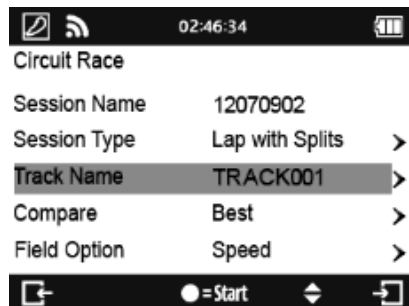 02:46:34
Circuit Race
Session Name 12070902
Session Type Lap with Splits >
Track Name TRACK001 >
Compare Best >
Field Option Speed >
=Start